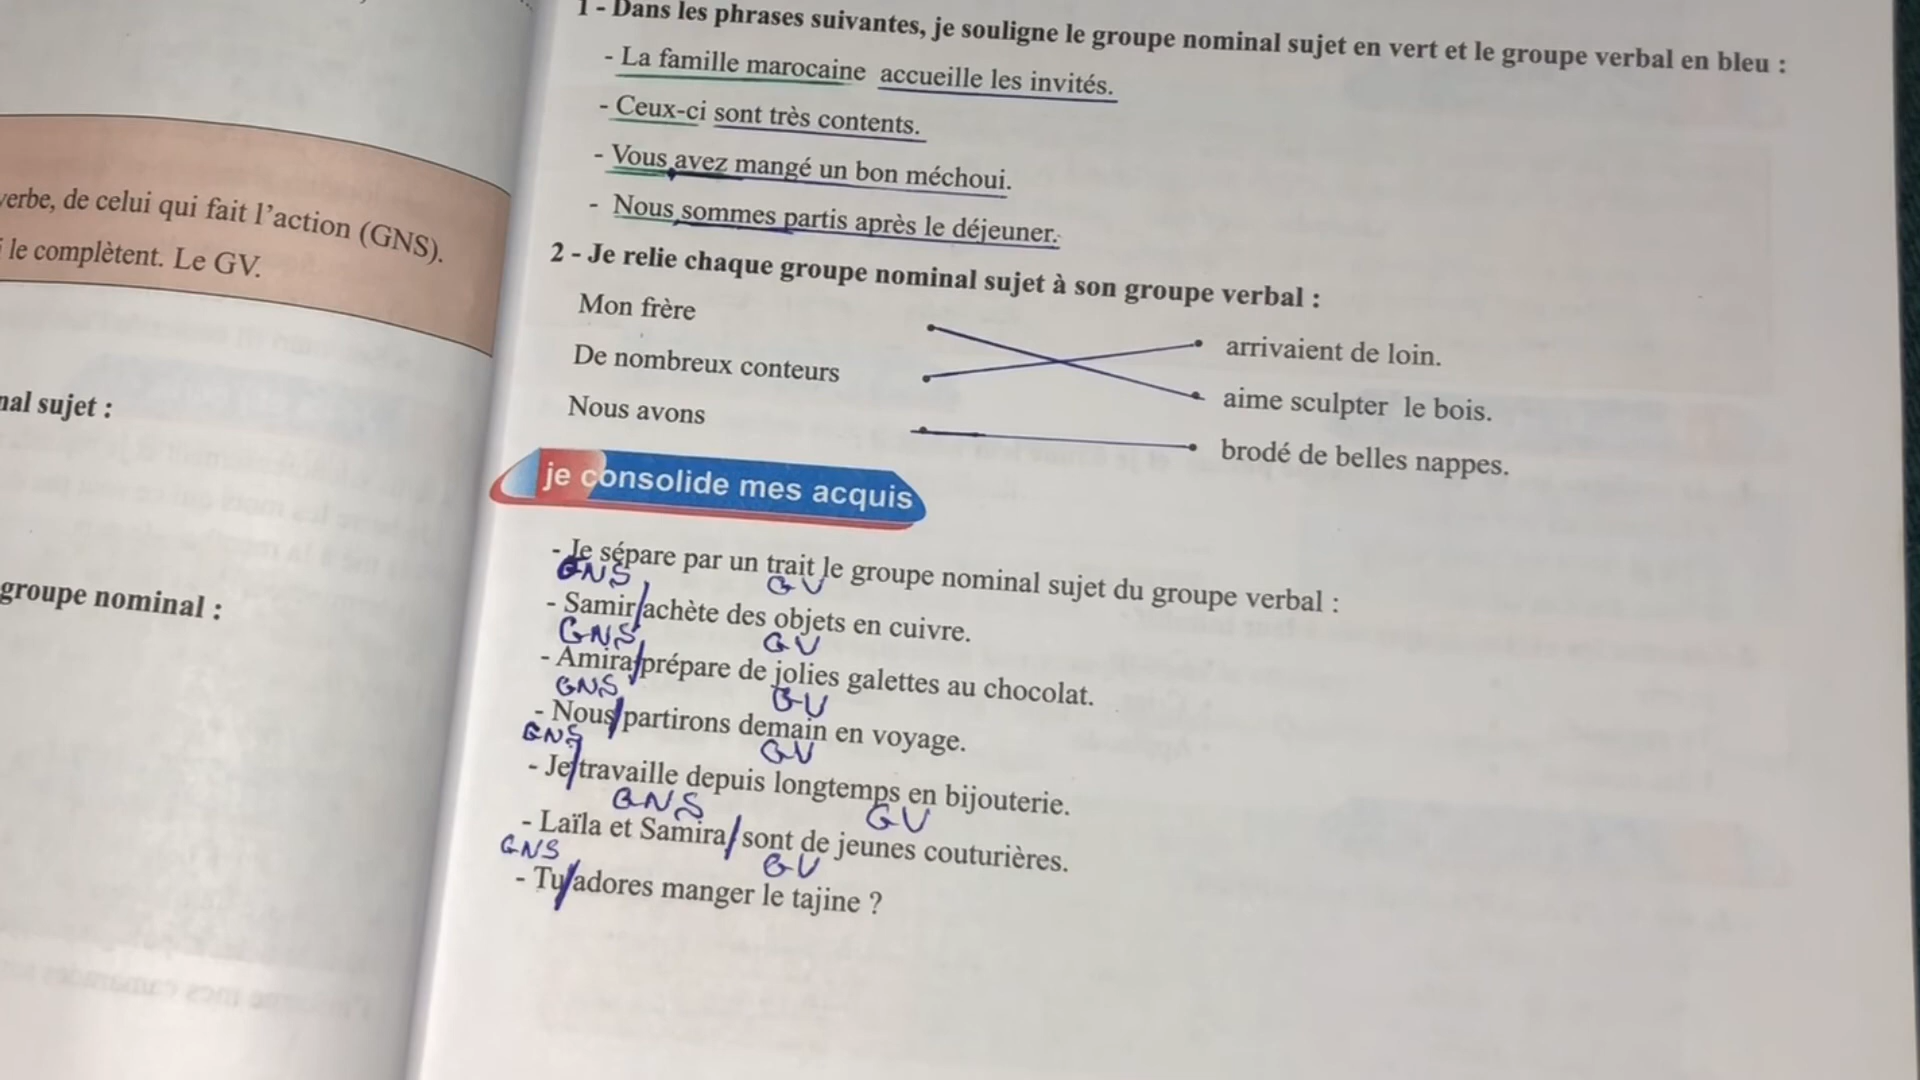 verbe, de celui qui fait l'action (GNS).
le complètent. Le GV.
nal sujet :
groupe nominal :
1 - Dans les phrases suivantes, je souligne le groupe nominal sujet en vert et le groupe verbal en bleu :
- La famille marocaine accueille les invités.
- Ceux-ci sont très contents.
- Vous avez mangé un bon méchoui.
- Nous sommes partis après le déjeuner.
2 - Je relie chaque groupe nominal sujet à son groupe verbal :
Mon frère
arrivaient de loin.
De nombreux conteurs
aime sculpter le bois.
Nous avons
brodé de belles nappes.
je consolide mes acquis
- Je sépare par un trait le groupe nominal sujet du groupe verbal :
GNS GV
- Samir/achète des objets en cuivre.
GNS GV
- Amira/prépare de jolies galettes au chocolat.
GNS GV
- Nous/partirons demain en voyage.
GNS GV
- Je/travaille depuis longtemps en bijouterie.
GNS GV
- Laïla et Samira/sont de jeunes couturières.
GNS GV
- Tu/adores manger le tajine ?